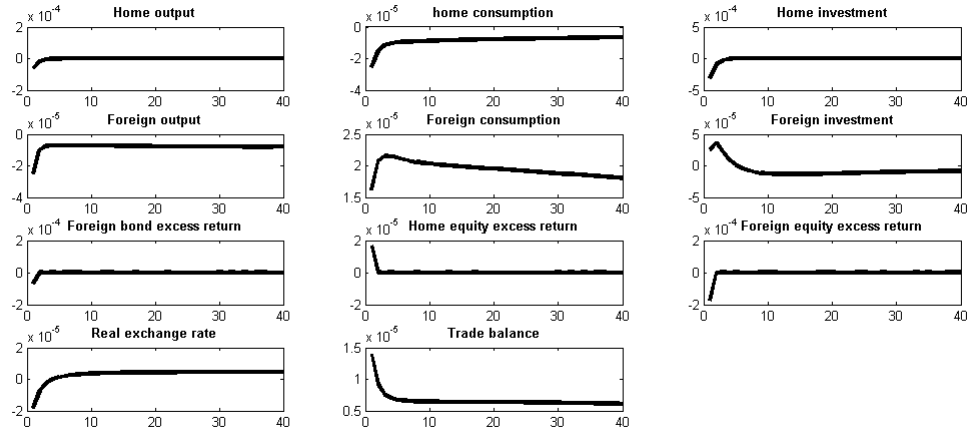 Home output
x 10-4
2
0
-2
0 10 20 30 40
home consumption
x 10-5
0
-2
-4
0 10 20 30 40
Home investment
x 10-4
5
0
-5
0 10 20 30 40
Foreign output
x 10-5
0
-2
-4
0 10 20 30 40
Foreign consumption
x 10-5
2.5
2
1.5
0 10 20 30 40
Foreign investment
x 10-5
5
0
-5
0 10 20 30 40
Foreign bond excess return
x 10-4
2
0
-2
0 10 20 30 40
Home equity excess return
x 10-5
2
0
-2
0 10 20 30 40
Foreign equity excess return
x 10-4
2
0
-2
0 10 20 30 40
Real exchange rate
x 10-5
2
0
-2
0 10 20 30 40
Trade balance
x 10-5
1.5
1
0.5
0 10 20 30 40